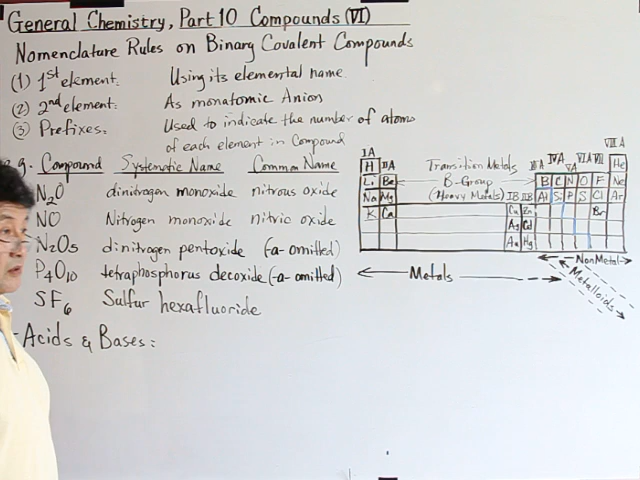 General Chemistry, Part 10 Compounds (VI)
Nomenclature Rules on Binary Covalent Compounds
(1) 1st element: Using its elemental name
(2) 2nd element: As monatomic Anion
(3) Prefixes: Used to indicate the number of atoms
of each element in Compound
.g. Compound Systematic Name Common Name
N2O dinitrogen monoxide nitrous oxide
NO Nitrogen monoxide nitric oxide
N2O5 dinitrogen pentoxide (-a- omitted)
P4O10 tetraphosphorus decoxide (-a- omitted)
SF6 Sulfur hexafluoride
- Acids & Bases:
IA VIIIA
H IIA Transition Metals IIIA IVA VA VIA VII He
Li Be B-Group B C N O F Ne
Na Mg (Heavy Metals) IB IIB Al Si P S Cl Ar
K Ca Cu Zn Br
Ag Cd
Au Hg
Metals NonMetal
Metalloids